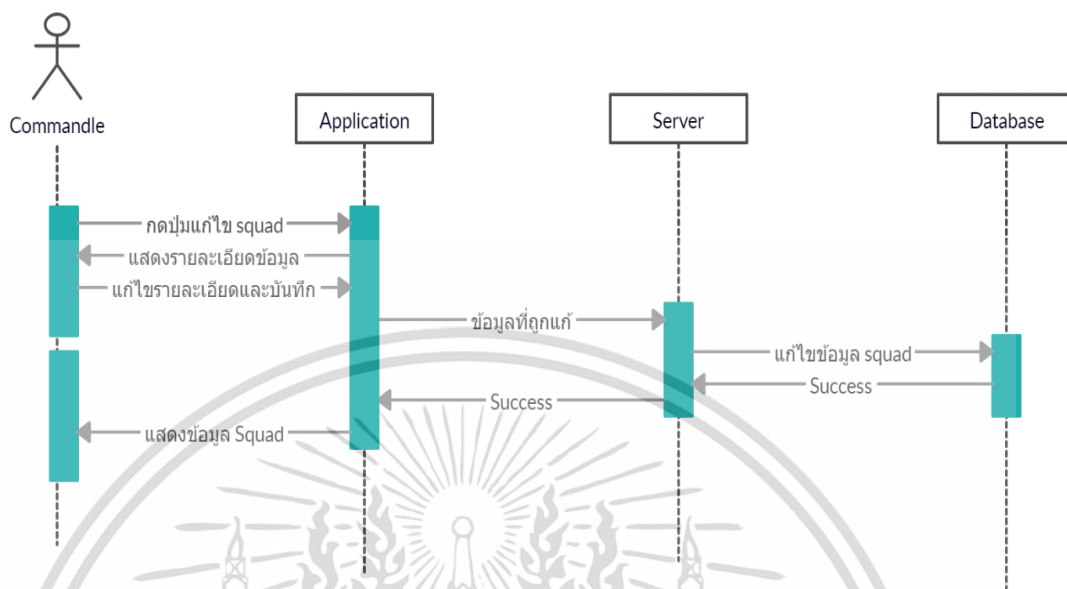 Commandle
Application
Server
Database
กดปุ่มแก้ไข squad
แสดงรายละเอียดข้อมูล
แก้ไขรายละเอียดและบันทึก
ข้อมูลที่ถูกแก้
แก้ไขข้อมูล squad
Success
Success
แสดงข้อมูล Squad